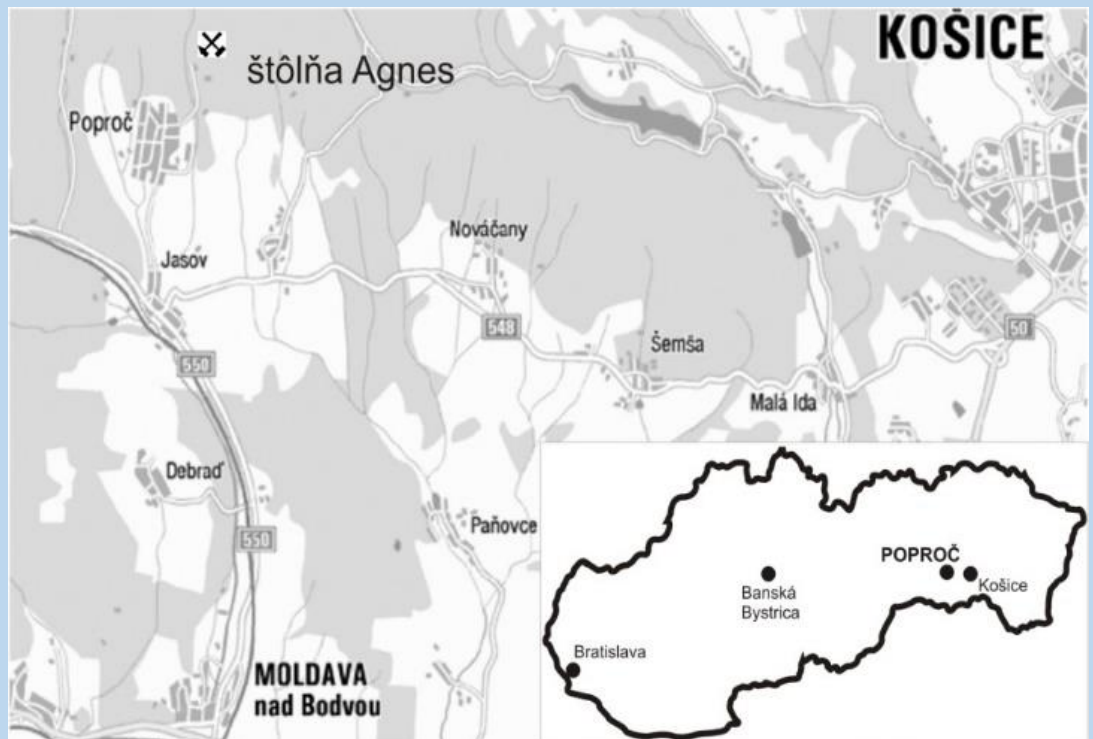 KOŠICE
štôlňa Agnes
Poproč
Nováčany
Jasóv
548
50
Šemša
550
Malá Ida
Debraď
Paňovce
550
MOLDAVA
nad Bodvou
POPROČ
Košice
Banská
Bystrica
Bratislava